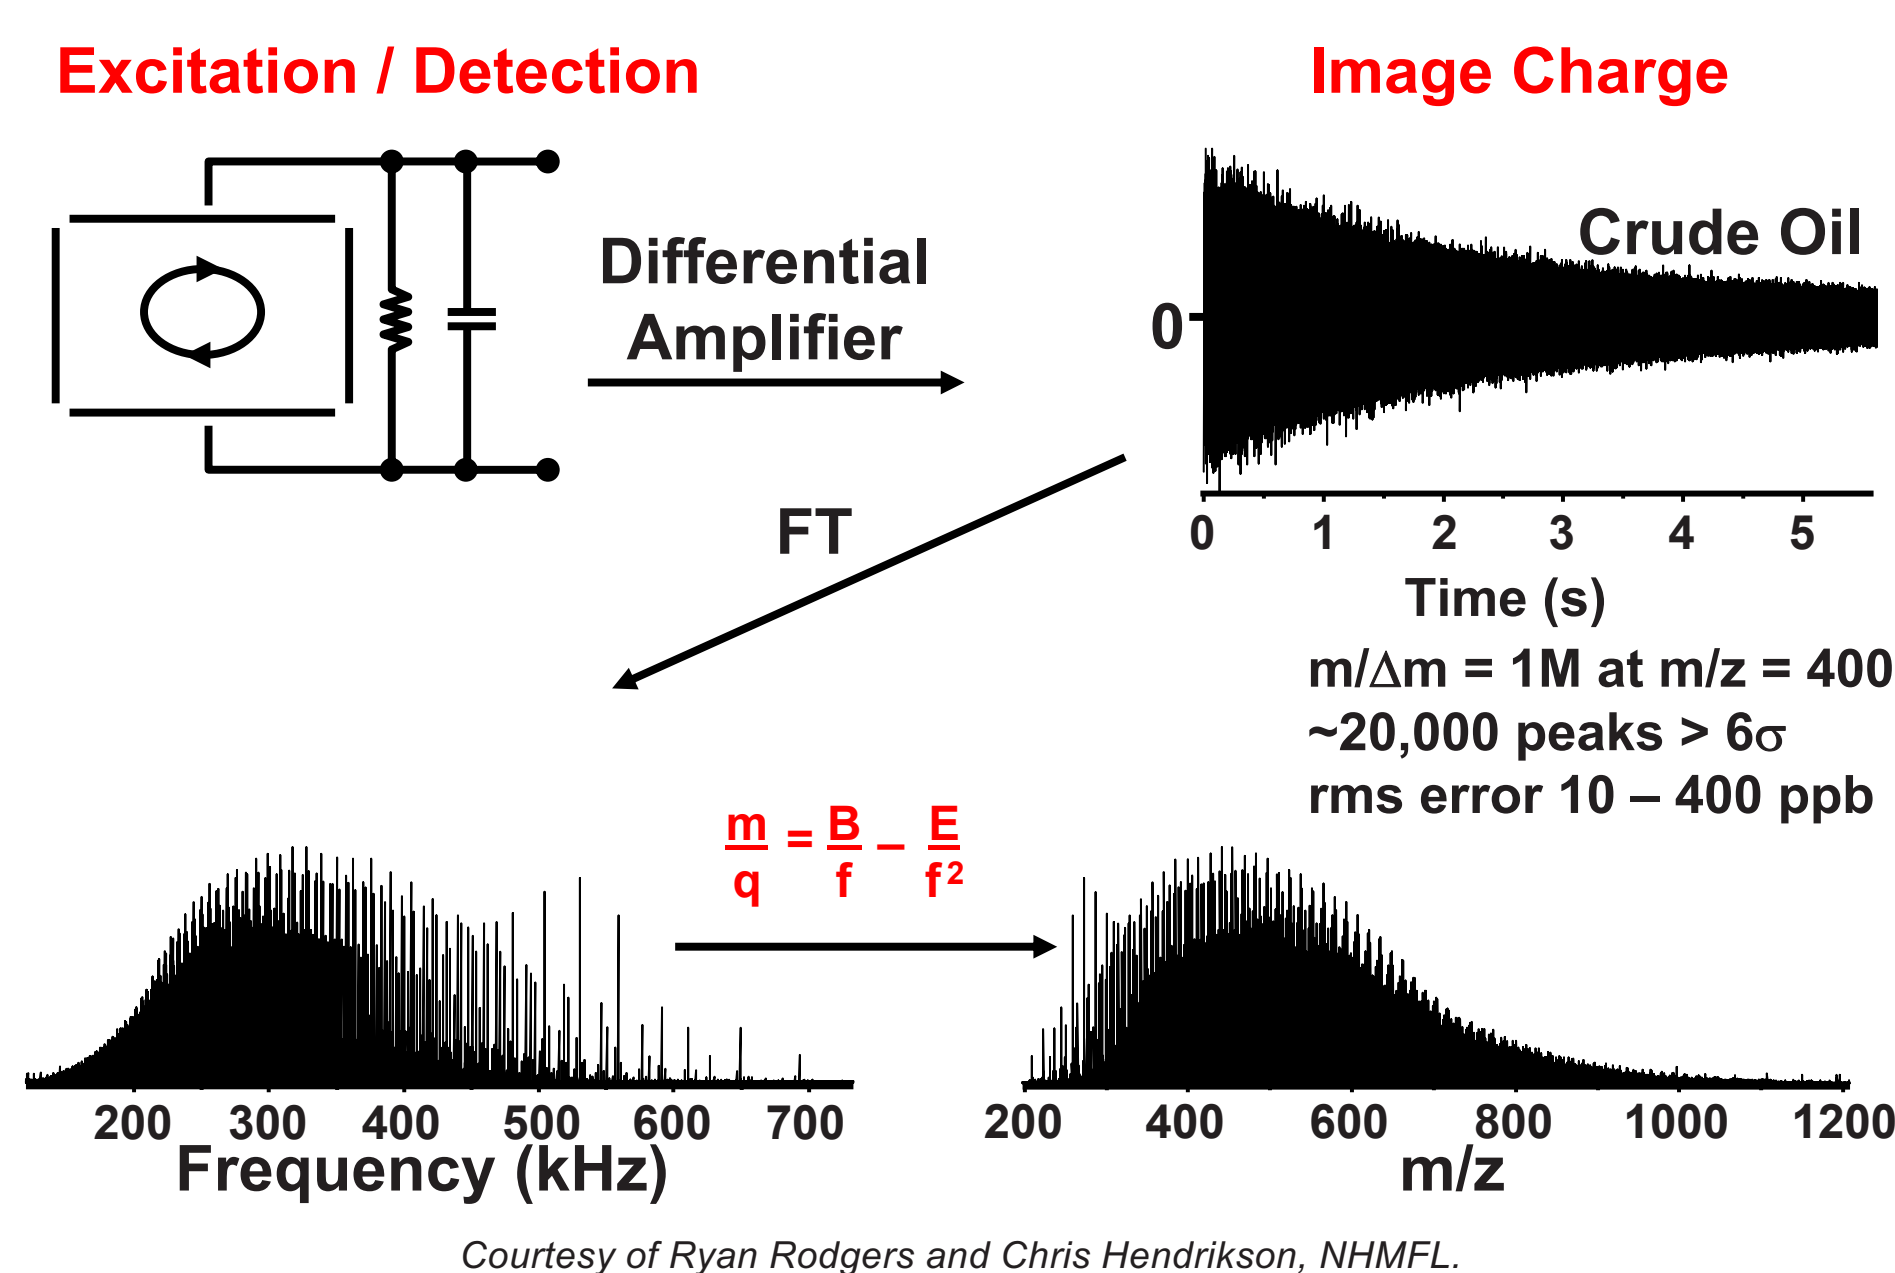 Excitation / Detection
Image Charge
Differential
Amplifier
Crude Oil
0
0 1 2 3 4 5
Time (s)
FT
m/Δm = 1M at m/z = 400
~20,000 peaks > 6σ
rms error 10 – 400 ppb
m/q = B/f – E/f²
200 300 400 500 600 700
Frequency (kHz)
200 400 600 800 1000 1200
m/z
Courtesy of Ryan Rodgers and Chris Hendrikson, NHMFL.